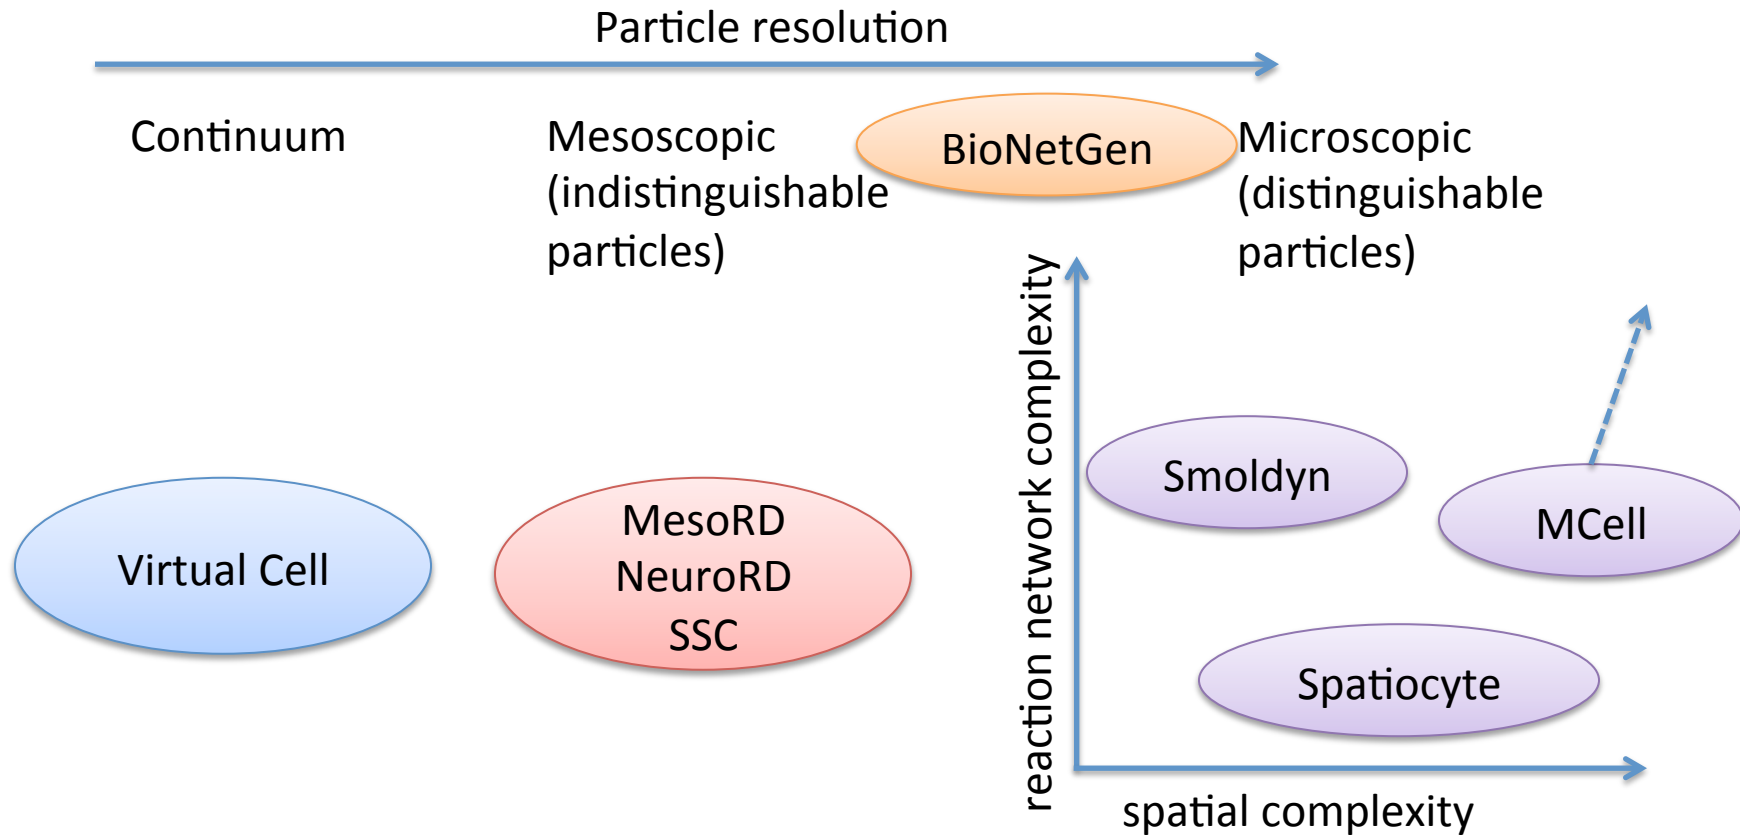 Particle resolution
Continuum
Mesoscopic
(indistinguishable
particles)
BioNetGen
Microscopic
(distinguishable
particles)
reaction network complexity
Smoldyn
MCell
Virtual Cell
MesoRD
NeuroRD
SSC
Spatiocyte
spatial complexity